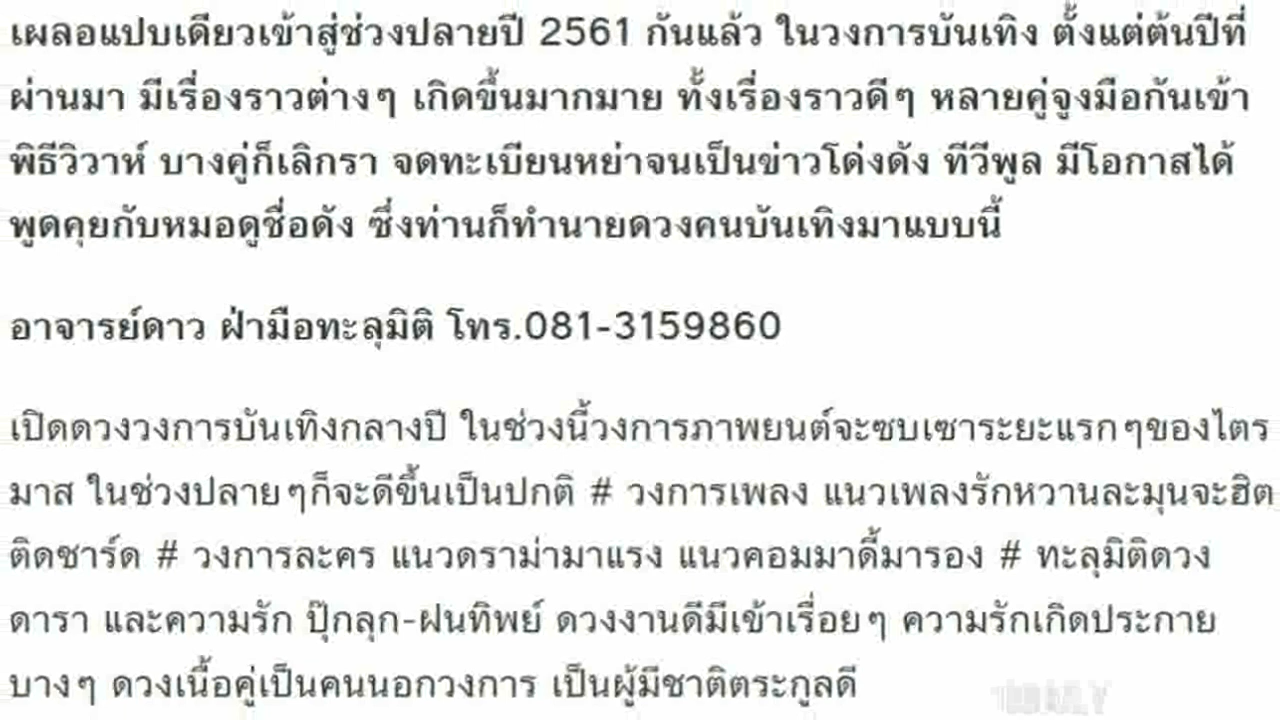 เผลอแปบเดียวเข้าสู่ช่วงปลายปี 2561 กันแล้ว ในวงการบันเทิง ตั้งแต่ต้นปีที่
ผ่านมา มีเรื่องราวต่างๆ เกิดขึ้นมากมาย ทั้งเรื่องราวดีๆ หลายคู่จูงมือกันเข้า
พิธีวิวาห์ บางคู่ก็เลิกรา จดทะเบียนหย่าจนเป็นข่าวโด่งดัง ทีวีพูล มีโอกาสได้
พูดคุยกับหมอดูชื่อดัง ซึ่งท่านก็ทำนายดวงคนบันเทิงมาแบบนี้
อาจารย์ดาว ฝ่ามือทะลุมิติ โทร.081-3159860
เปิดดวงวงการบันเทิงกลางปี ในช่วงนี้วงการภาพยนต์จะซบเซาระยะแรกๆของไตร
มาส ในช่วงปลายๆก็จะดีขึ้นเป็นปกติ # วงการเพลง แนวเพลงรักหวานละมุนจะฮิต
ติดชาร์ด # วงการละคร แนวดราม่ามาแรง แนวคอมมาดี้มารอง # ทะลุมิติดวง
ดารา และความรัก ปุ๊กลุก-ฝนทิพย์ ดวงงานดีมีเข้าเรื่อยๆ ความรักเกิดประกาย
บางๆ ดวงเนื้อคู่เป็นคนนอกวงการ เป็นผู้มีชาติตระกูลดี